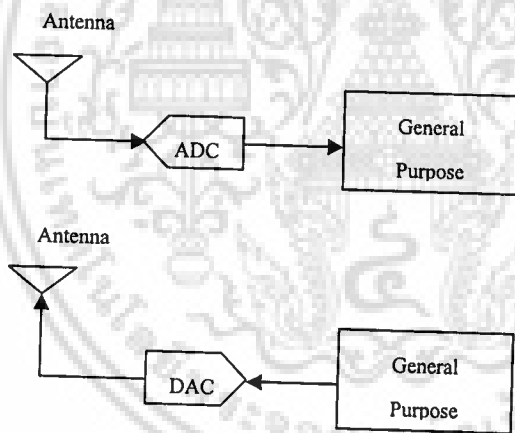 Antenna
ADC
General
Purpose
Antenna
DAC
General
Purpose